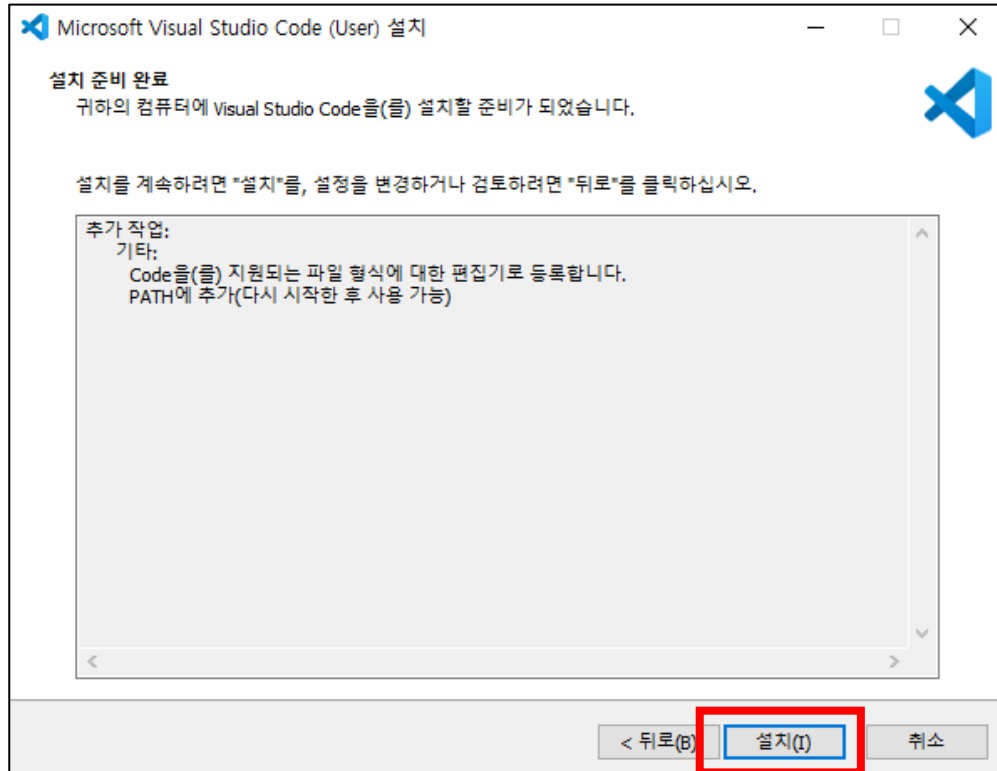 Microsoft Visual Studio Code (User) 설치
설치 준비 완료
귀하의 컴퓨터에 Visual Studio Code을(를) 설치할 준비가 되었습니다.
설치를 계속하려면 "설치"를, 설정을 변경하거나 검토하려면 "뒤로"를 클릭하십시오.
추가 작업:
기타:
Code을(를) 지원되는 파일 형식에 대한 편집기로 등록합니다.
PATH에 추가(다시 시작한 후 사용 가능)
< 뒤로(B) 설치(I) 취소